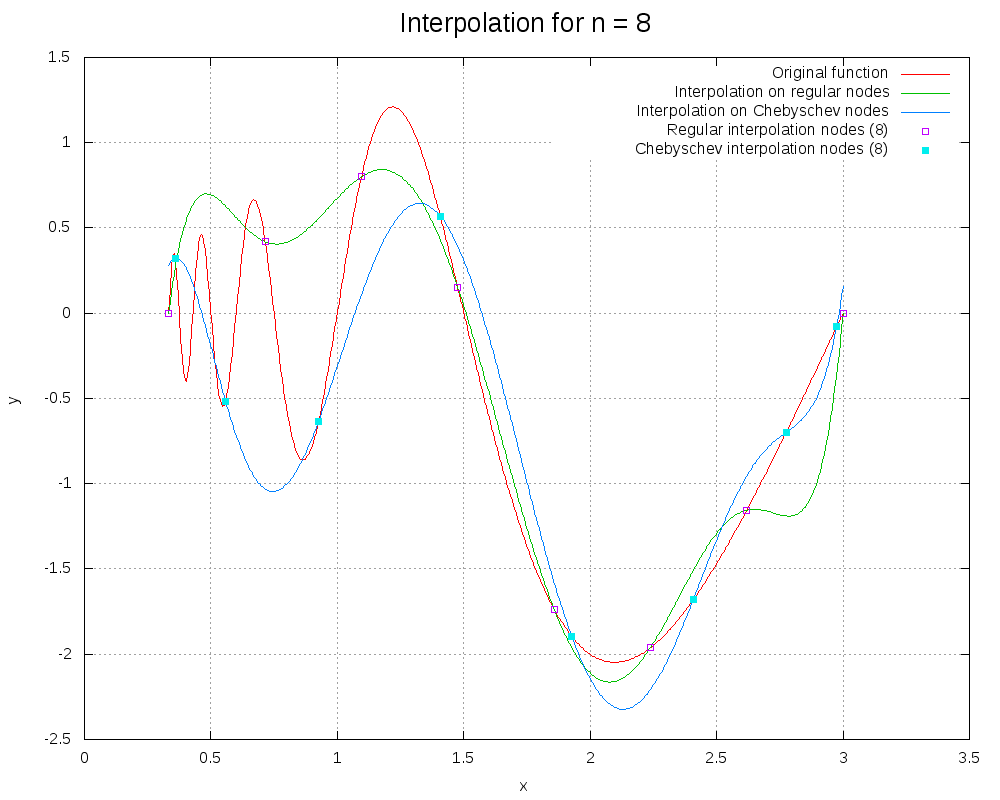 Interpolation for n = 8
Original function
Interpolation on regular nodes
Interpolation on Chebyschev nodes
Regular interpolation nodes (8)
Chebyschev interpolation nodes (8)
1.5
1
0.5
0
-0.5
-1
-1.5
-2
-2.5
y
0 0.5 1 1.5 2 2.5 3 3.5
x